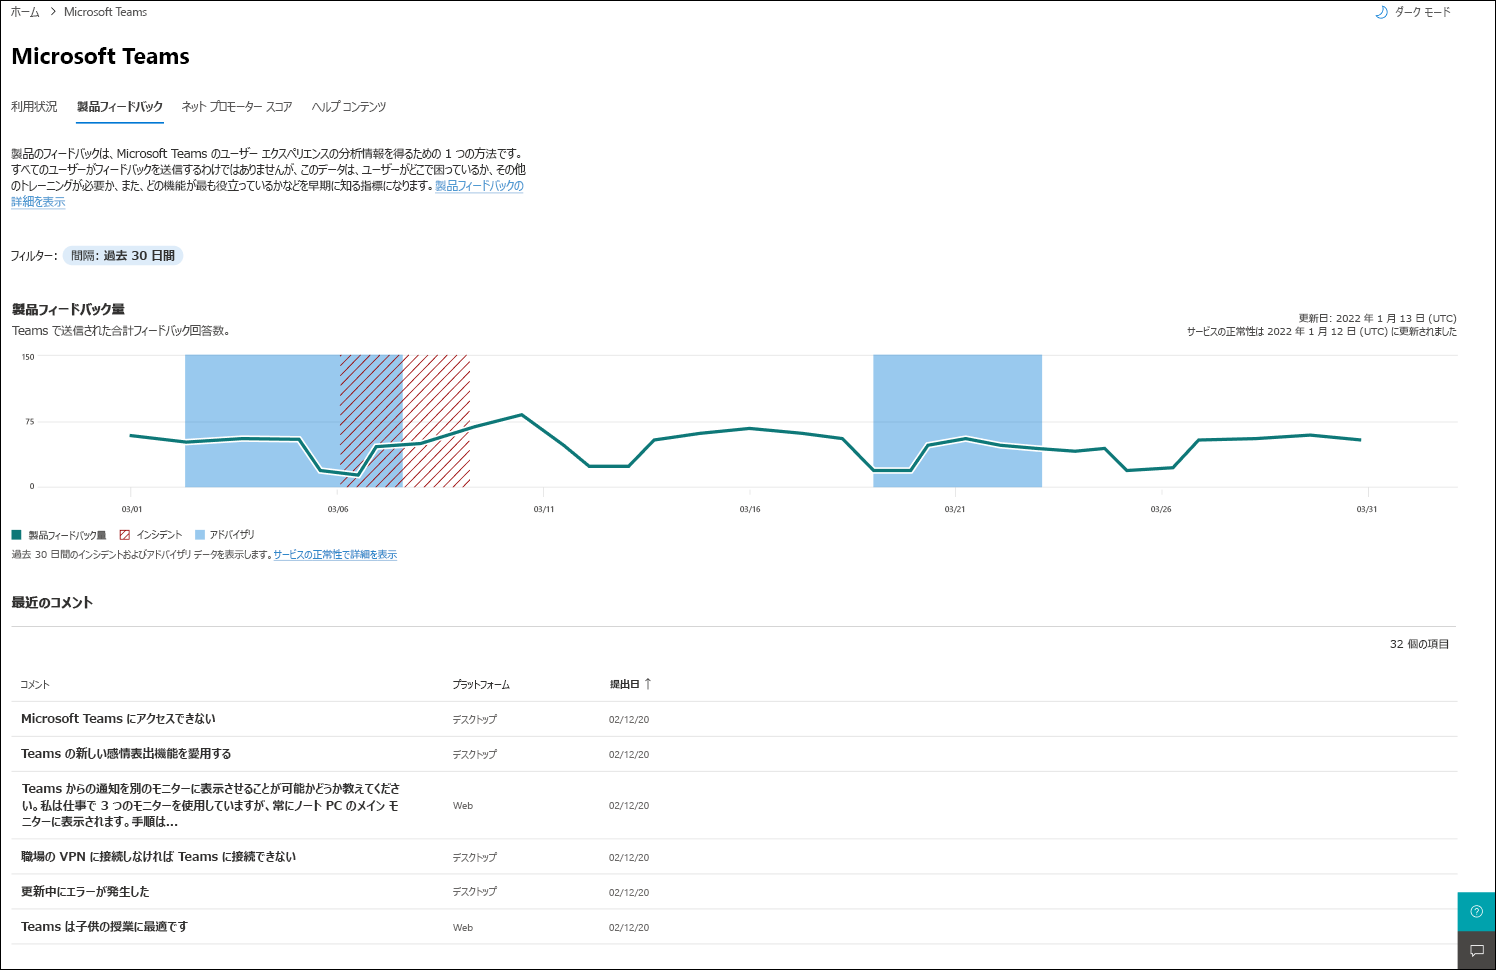 ホーム > Microsoft Teams
ダーク モード
Microsoft Teams
利用状況 製品フィードバック ネット プロモーター スコア ヘルプ コンテンツ
製品のフィードバックは、Microsoft Teams のユーザー エクスペリエンスの分析情報を得るための 1 つの方法です。
すべてのユーザーがフィードバックを送信するわけではありませんが、このデータは、ユーザーがどこで困っているか、その他
のトレーニングが必要か、また、どの機能が最も役立っているかなどを早期に知る指標になります。製品フィードバックの
詳細を表示
フィルター: 間隔: 過去 30 日間
製品フィードバック量
Teams で送信された合計フィードバック回答数。
更新日: 2022 年 1 月 13 日 (UTC)
サービスの正常性は 2022 年 1 月 12 日 (UTC) に更新されました
150
75
0
03/01 03/06 03/11 03/16 03/21 03/26 03/31
製品フィードバック量 インシデント アドバイザリ
過去 30 日間のインシデントおよびアドバイザリ データを表示します。サービスの正常性で詳細を表示
最近のコメント
32 個の項目
コメント プラットフォーム 提出日 ↑
Microsoft Teams にアクセスできない デスクトップ 02/12/20
Teams の新しい感情表出機能を愛用する デスクトップ 02/12/20
Teams からの通知を別のモニターに表示させることが可能かどうか教えてくださ
い。私は仕事で 3 つのモニターを使用していますが、常にノート PC のメイン モ
ニターに表示されます。手順は...
Web 02/12/20
職場の VPN に接続しなければ Teams に接続できない デスクトップ 02/12/20
更新中にエラーが発生した デスクトップ 02/12/20
Teams は子供の授業に最適です Web 02/12/20